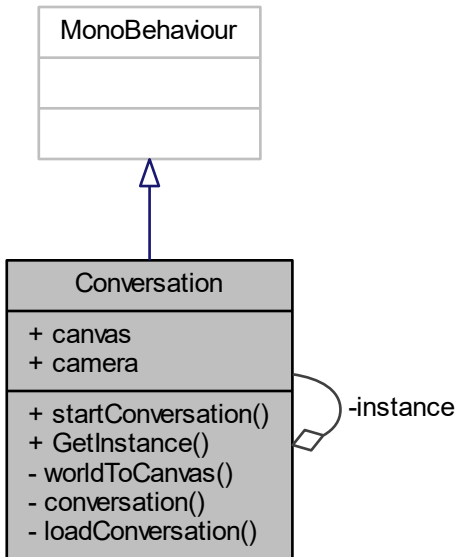 MonoBehaviour
Conversation
+ canvas
+ camera
-instance
+ startConversation()
+ GetInstance()
- worldToCanvas()
- conversation()
- loadConversation()